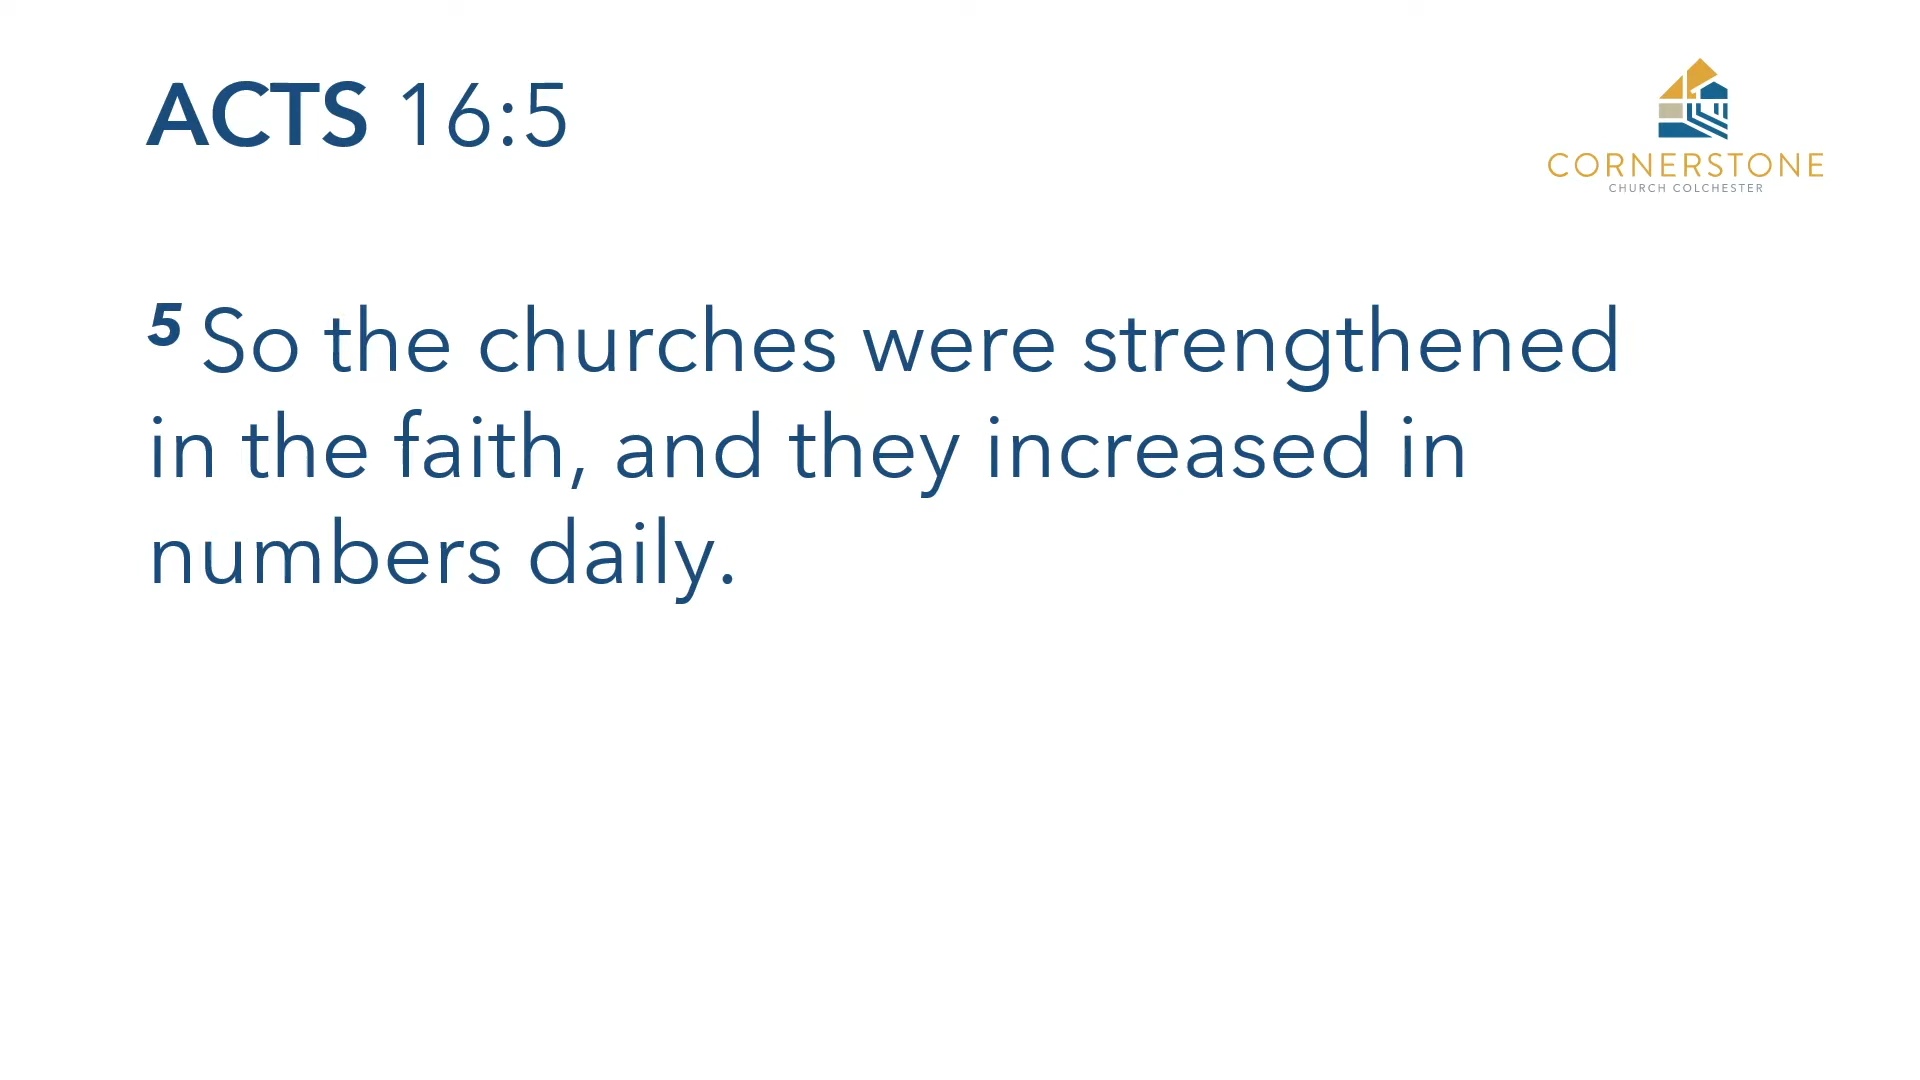 ACTS 16:5
CORNERSTONE
CHURCH COLCHESTER
5 So the churches were strengthened
in the faith, and they increased in
numbers daily.